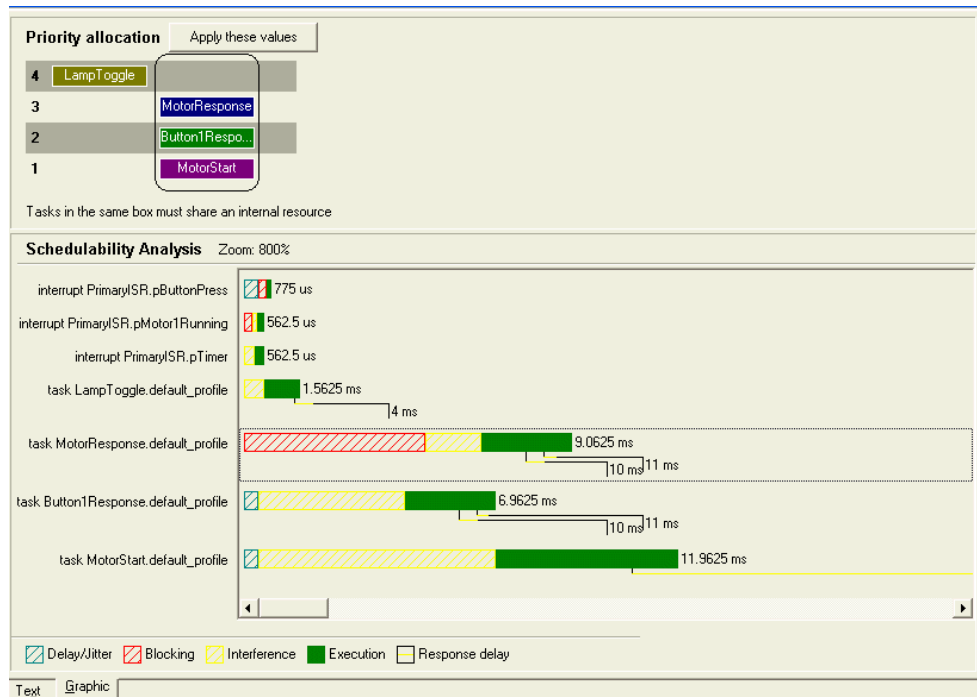 Priority allocation Apply these values
4 LampToggle
3 MotorResponse
2 Button1Respo...
1 MotorStart
Tasks in the same box must share an internal resource
Schedulability Analysis Zoom: 800%
interrupt PrimaryISR.pButtonPress 775 us
interrupt PrimaryISR.pMotor1Running 562.5 us
interrupt PrimaryISR.pTimer 562.5 us
task LampToggle.default_profile 1.5625 ms
4 ms
task MotorResponse.default_profile 9.0625 ms
10 ms 11 ms
task Button1Response.default_profile 6.9625 ms
10 ms 11 ms
task MotorStart.default_profile 11.9625 ms
Delay/Jitter Blocking Interference Execution Response delay
Text Graphic